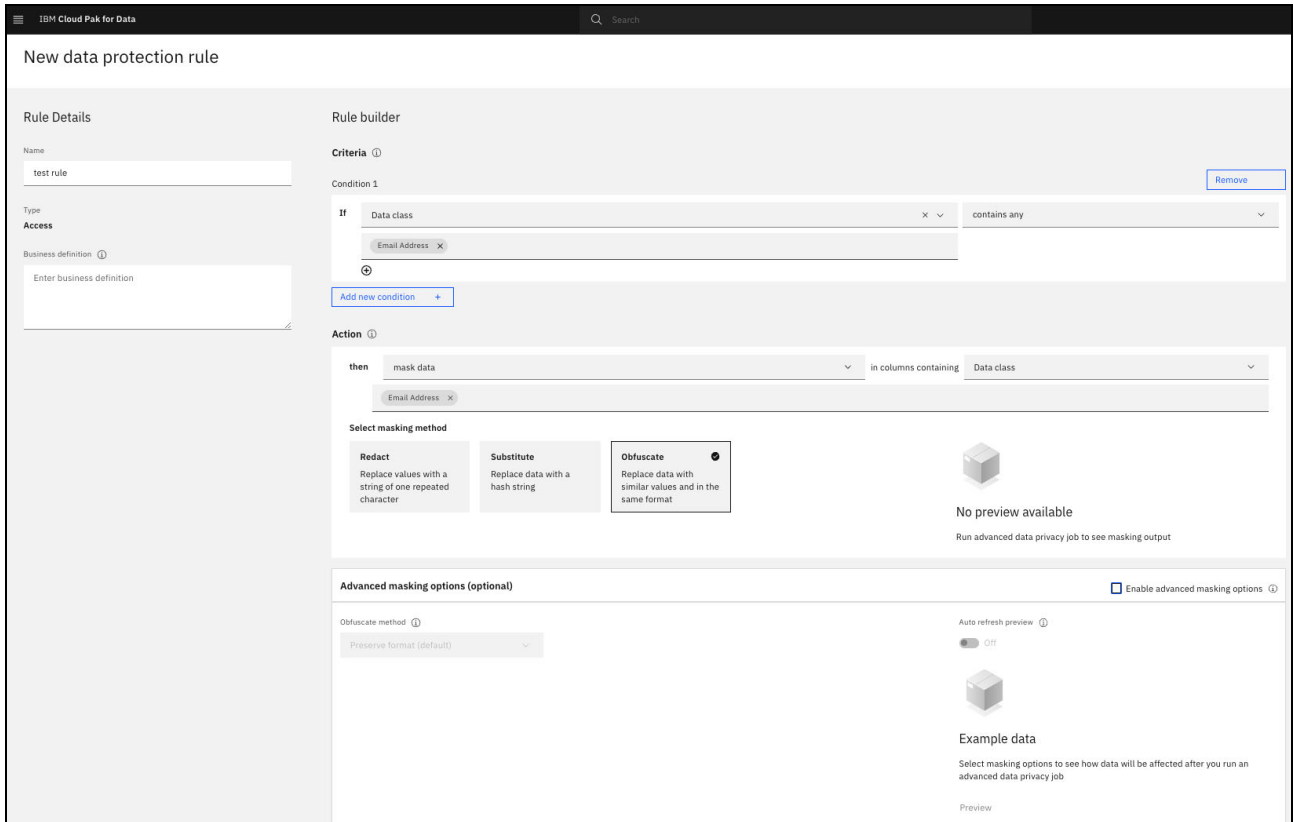 IBM Cloud Pak for Data
Search
New data protection rule
Rule Details
Name
test rule
Type
Access
Business definition
Enter business definition
Rule builder
Criteria
Condition 1
Remove
If
Data class
contains any
Email Address
Add new condition +
Action
then
mask data
in columns containing
Data class
Email Address
Select masking method
Redact
Replace values with a
string of one repeated
character
Substitute
Replace data with a
hash string
Obfuscate
Replace data with
similar values and in the
same format
No preview available
Run advanced data privacy job to see masking output
Advanced masking options (optional)
Enable advanced masking options
Obfuscate method
Preserve format (default)
Auto refresh preview
Off
Example data
Select masking options to see how data will be affected after you run an
advanced data privacy job
Preview